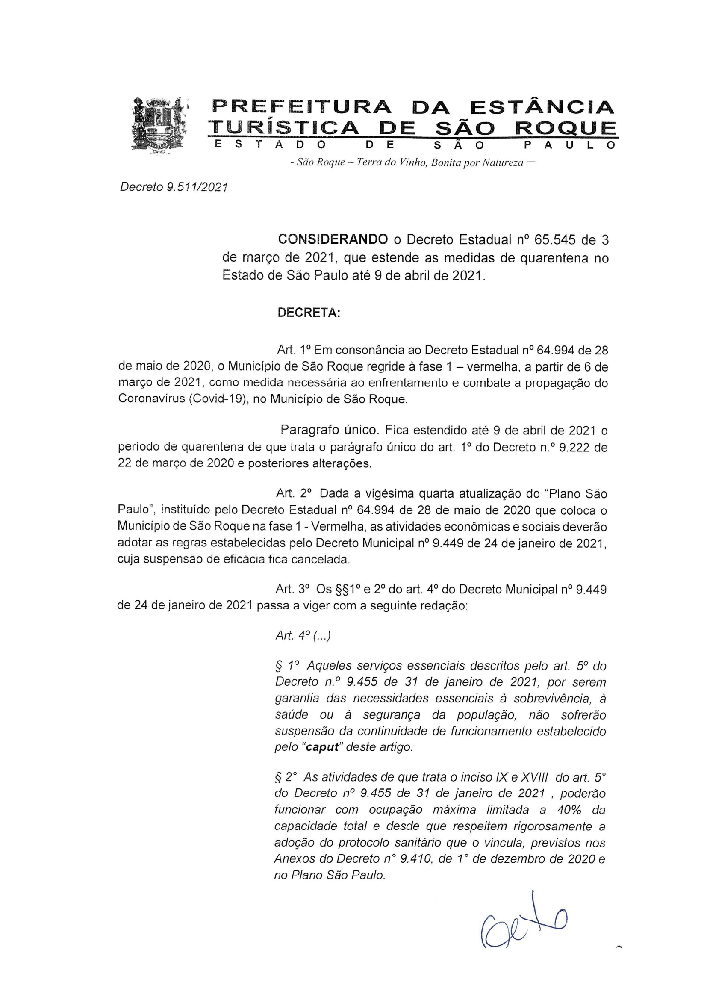 PREFEITURA DA ESTÂNCIA
TURÍSTICA DE SÃO ROQUE
ESTADO DE SÃO PAULO
- São Roque – Terra do Vinho, Bonita por Natureza –
Decreto 9.511/2021
CONSIDERANDO o Decreto Estadual nº 65.545 de 3
de março de 2021, que estende as medidas de quarentena no
Estado de São Paulo até 9 de abril de 2021.
DECRETA:
Art. 1º Em consonância ao Decreto Estadual nº 64.994 de 28
de maio de 2020, o Município de São Roque regride à fase 1 – vermelha, a partir de 6 de
março de 2021, como medida necessária ao enfrentamento e combate a propagação do
Coronavírus (Covid-19), no Município de São Roque.
Paragrafo único. Fica estendido até 9 de abril de 2021 o
período de quarentena de que trata o parágrafo único do art. 1º do Decreto n.º 9.222 de
22 de março de 2020 e posteriores alterações.
Art. 2º Dada a vigésima quarta atualização do “Plano São
Paulo”, instituído pelo Decreto Estadual nº 64.994 de 28 de maio de 2020 que coloca o
Município de São Roque na fase 1 - Vermelha, as atividades econômicas e sociais deverão
adotar as regras estabelecidas pelo Decreto Municipal nº 9.449 de 24 de janeiro de 2021,
cuja suspensão de eficácia fica cancelada.
Art. 3º Os §§1º e 2º do art. 4º do Decreto Municipal nº 9.449
de 24 de janeiro de 2021 passa a viger com a seguinte redação:
Art. 4º (...)
§ 1º Aqueles serviços essenciais descritos pelo art. 5º do
Decreto n.º 9.455 de 31 de janeiro de 2021, por serem
garantia das necessidades essenciais à sobrevivência, à
saúde ou à segurança da população, não sofrerão
suspensão da continuidade de funcionamento estabelecido
pelo “caput” deste artigo.
§ 2° As atividades de que trata o inciso IX e XVIII do art. 5°
do Decreto nº 9.455 de 31 de janeiro de 2021 , poderão
funcionar com ocupação máxima limitada a 40% da
capacidade total e desde que respeitem rigorosamente a
adoção do protocolo sanitário que o vincula, previstos nos
Anexos do Decreto n° 9.410, de 1° de dezembro de 2020 e
no Plano São Paulo.